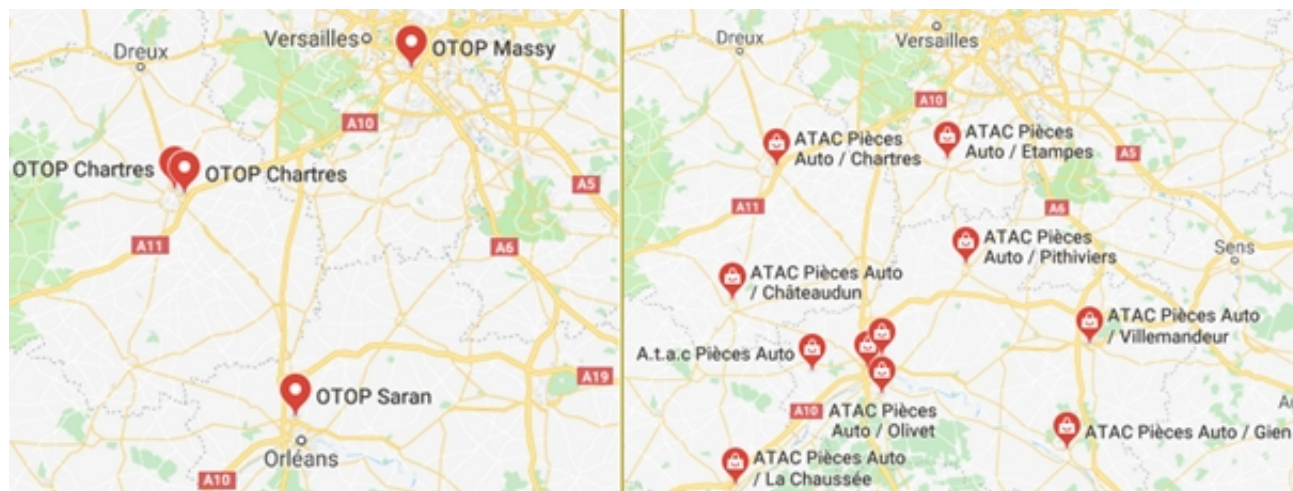 Dreux
Versailles
OTOP Massy
A10
OTOP Chartres
OTOP Chartres
A5
A11
A6
OTOP Saran
A19
Orléans
A10
Dreux
Versailles
A10
ATAC Pièces
Auto / Chartres
ATAC Pièces
Auto / Etampes
A5
A11
A6
ATAC Pièces
Auto / Pithiviers
Sens
ATAC Pièces Auto
/ Châteaudun
ATAC Pièces Auto
/ Villemandeur
A.t.a.c Pièces Auto
A10
ATAC Pièces
Auto / Olivet
ATAC Pièces Auto / Gien
ATAC Pièces Auto
/ La Chaussée